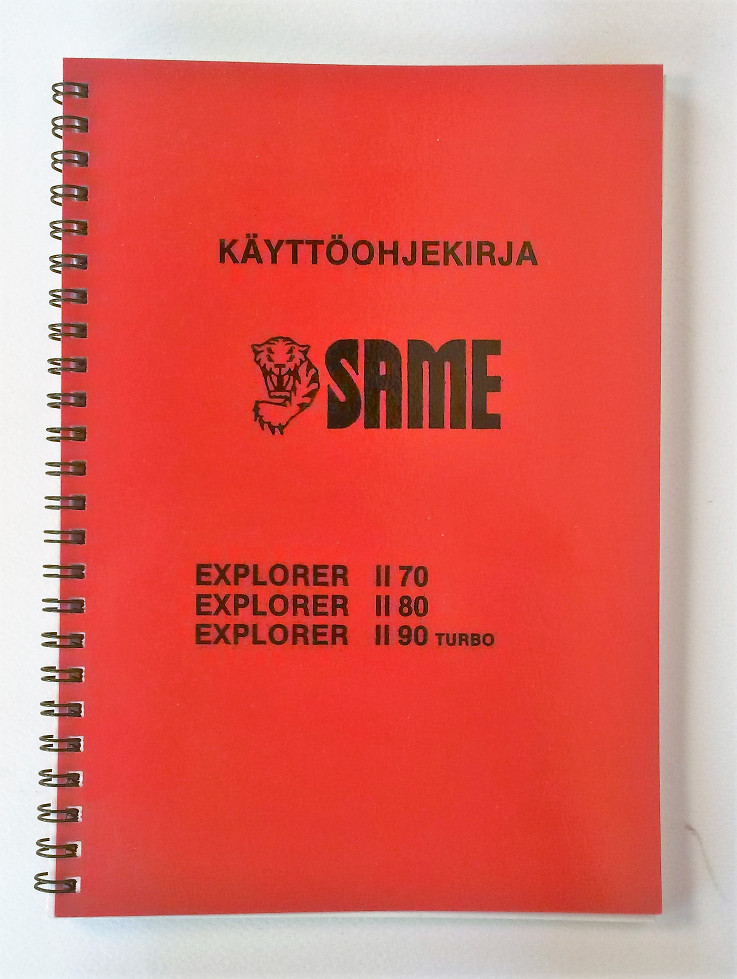 KÄYTTÖOHJEKIRJA
SAME
EXPLORER II 70
EXPLORER II 80
EXPLORER II 90 TURBO